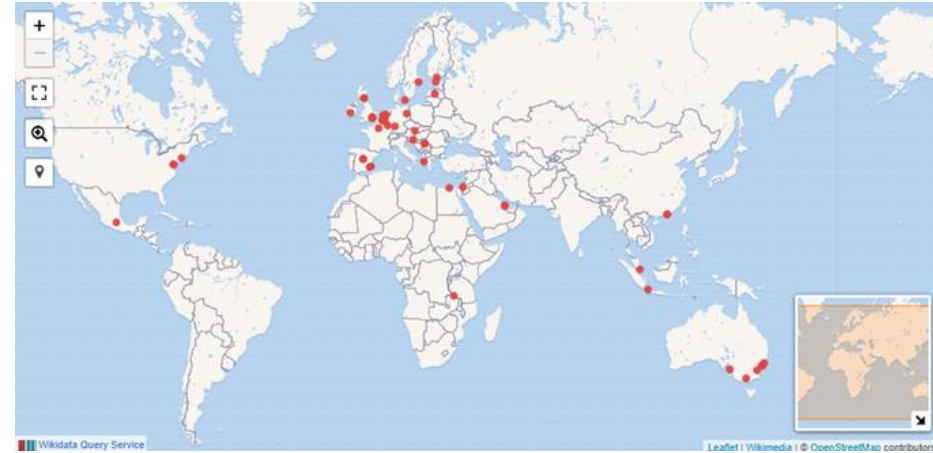 +
−
Wikidata Query Service
Leaflet | Wikimedia | © OpenStreetMap contributors